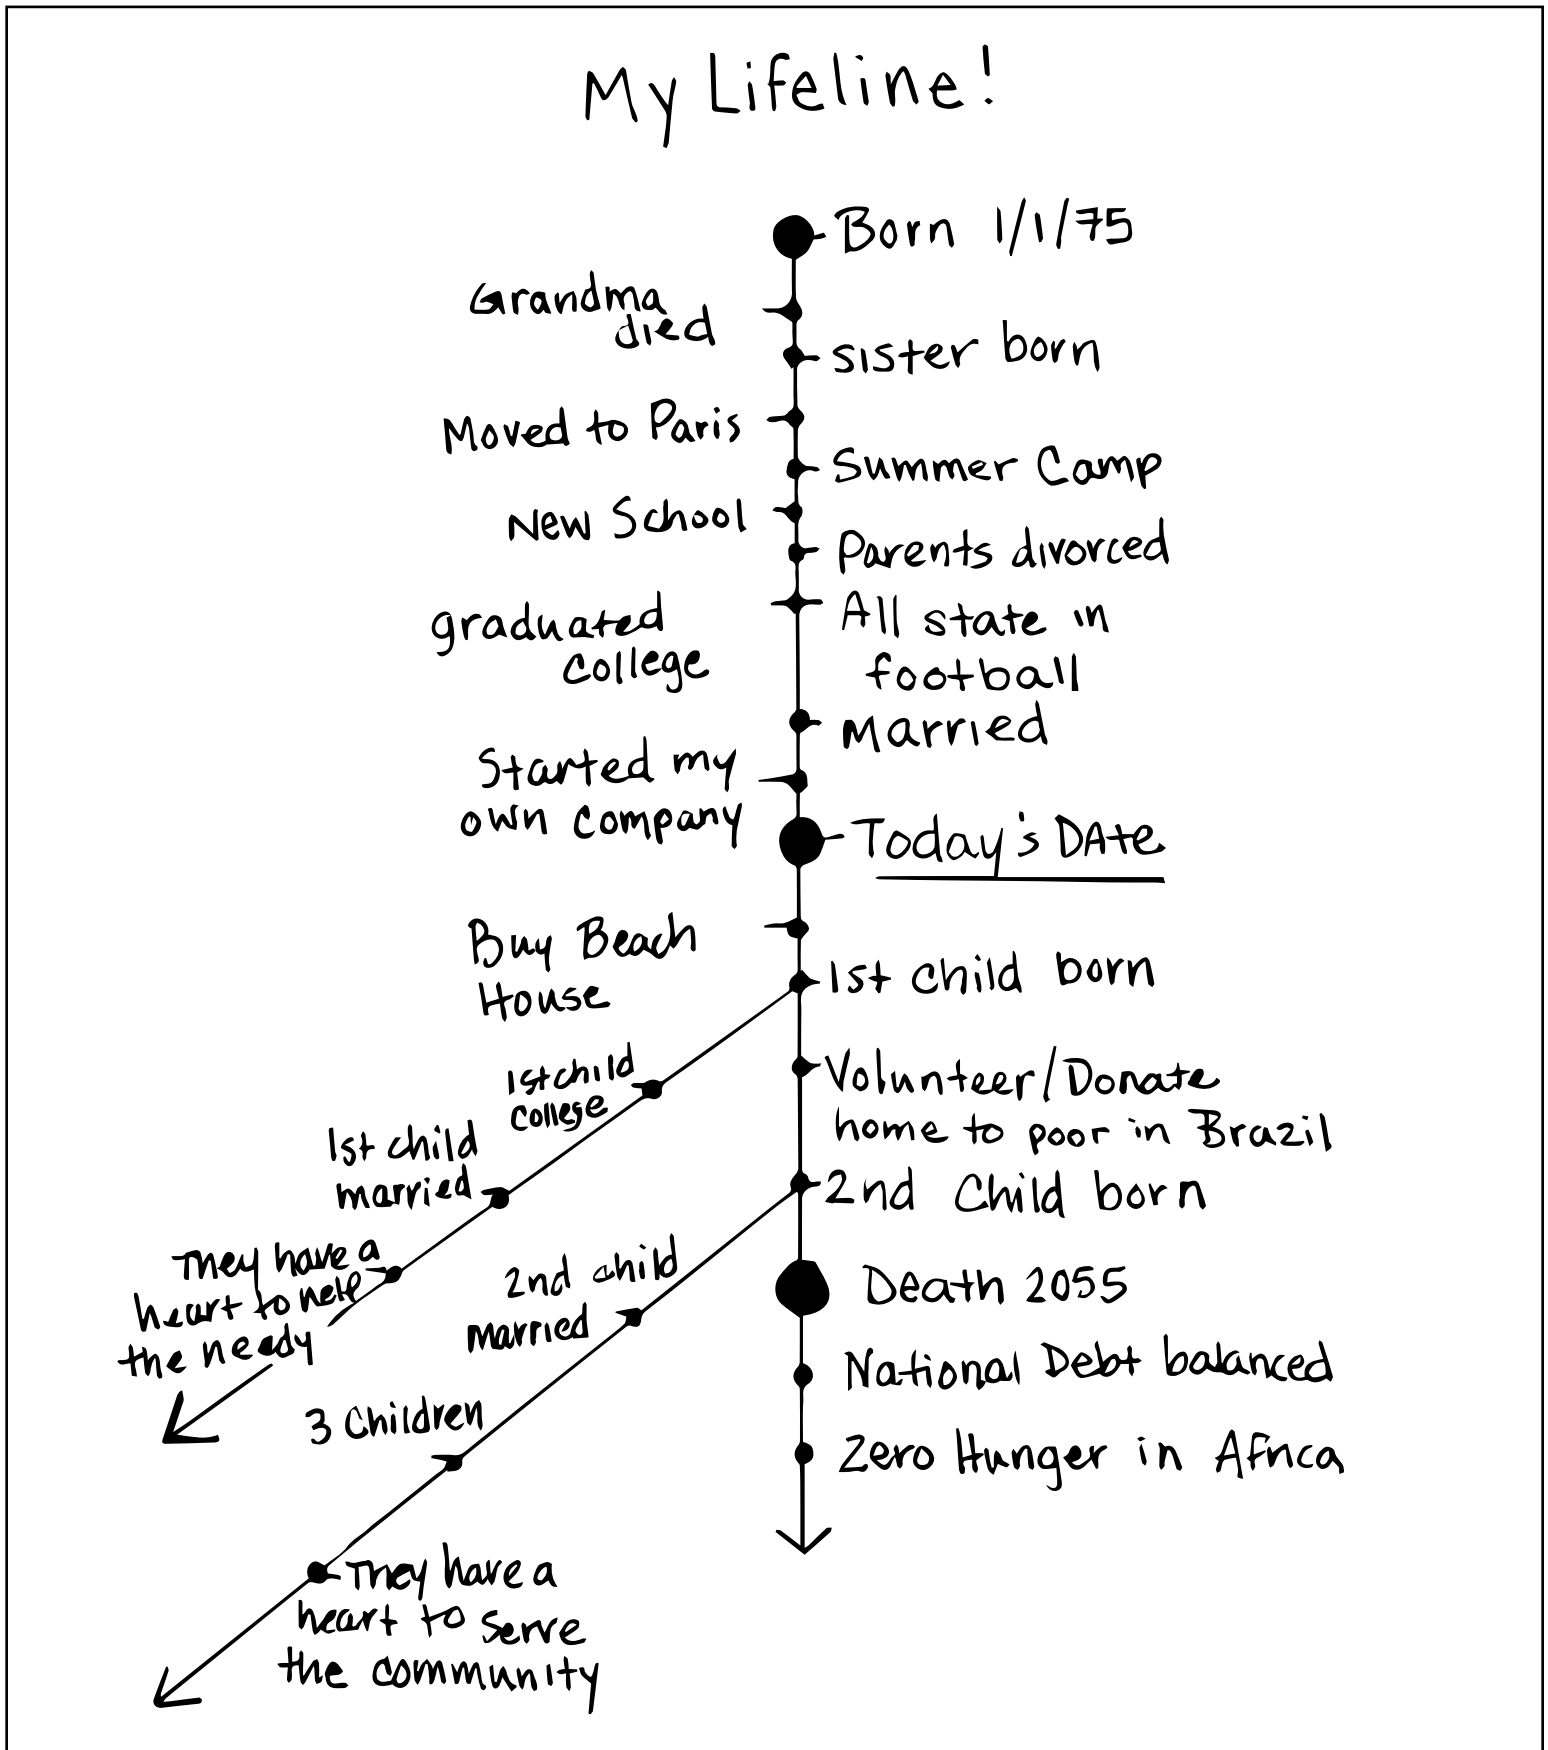 My Lifeline!
Born 1/1/75
Grandma
died
sister born
Moved to Paris
Summer Camp
New School
Parents divorced
graduated
college
All state in
football
Married
Started my
own company
Today's DAte
Buy Beach
House
1st child born
1st child
college
Volunteer/Donate
home to poor in Brazil
1st child
married
2nd Child born
They have a
heart to help
the needy
2nd child
married
Death 2055
National Debt balanced
3 Children
Zero Hunger in Africa
They have a
heart to serve
the community